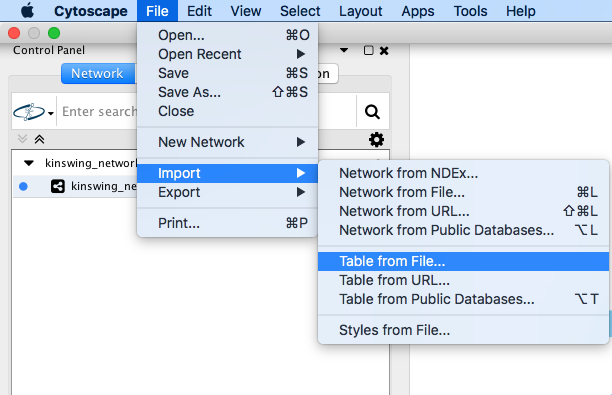 Cytoscape File Edit View Select Layout Apps Tools Help
Control Panel
Network on
Enter search
kinswing_network
kinswing_ne
Open... ⌘O
Open Recent ▶
Save ⌘S
Save As... ⇧⌘S
Close
New Network ▶
Import ▶
Export ▶
Print... ⌘P
Network from NDEx...
Network from File... ⌘L
Network from URL... ⇧⌘L
Network from Public Databases... ⌥L
Table from File...
Table from URL...
Table from Public Databases... ⌥T
Styles from File...